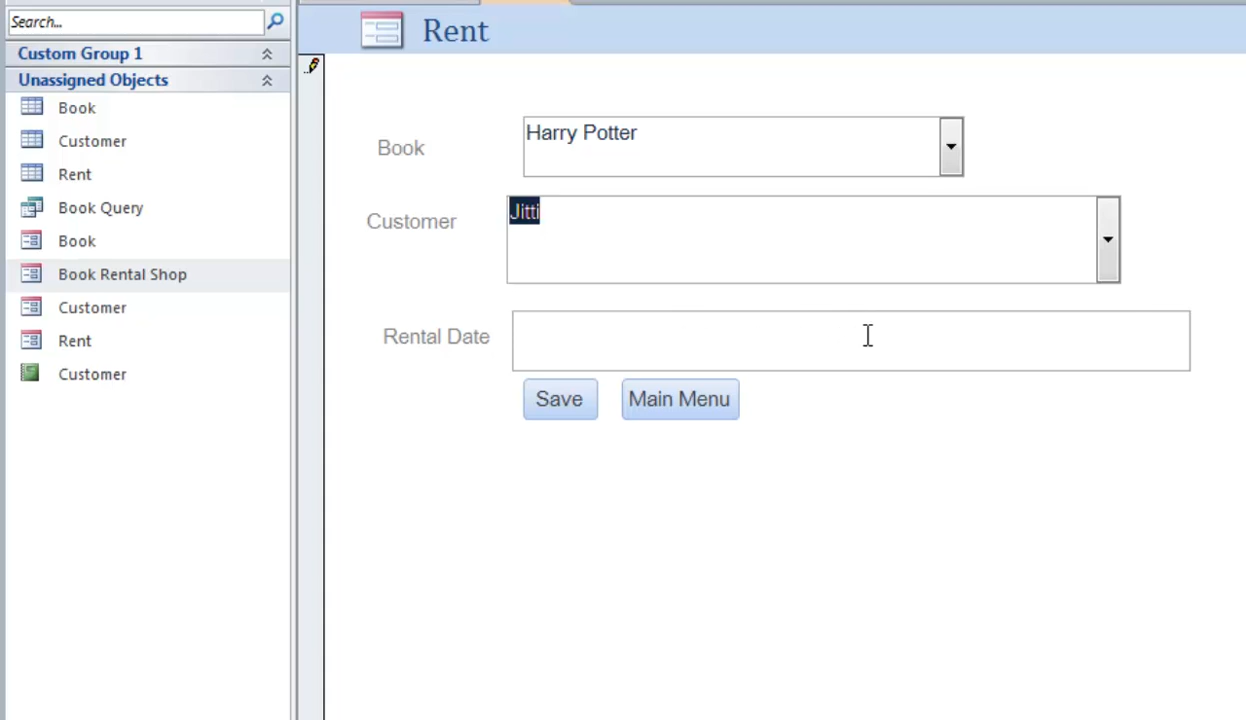 Search...
Custom Group 1
Unassigned Objects
Book
Customer
Rent
Book Query
Book
Book Rental Shop
Customer
Rent
Customer
Rent
Book
Harry Potter
Customer
Jitti
Rental Date
Save
Main Menu